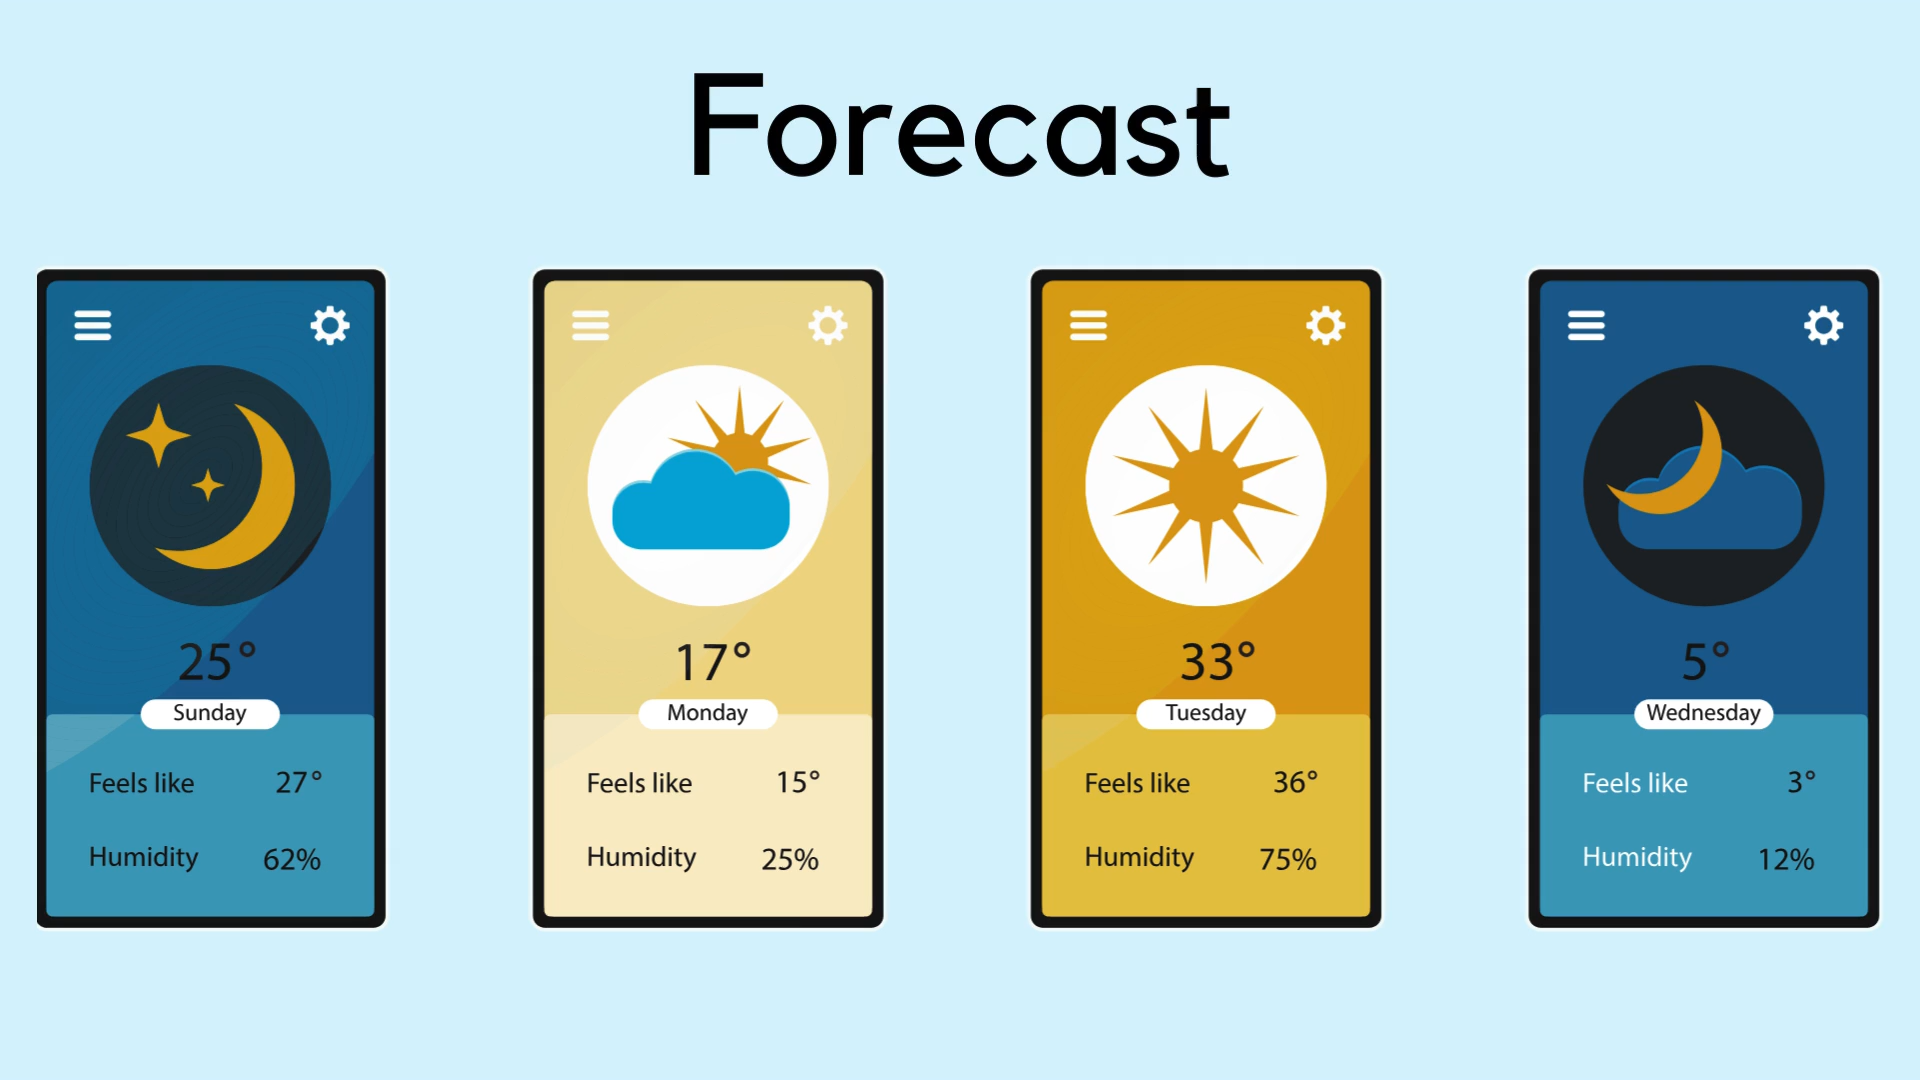 Forecast
25°
Sunday
Feels like 27°
Humidity 62%
17°
Monday
Feels like 15°
Humidity 25%
33°
Tuesday
Feels like 36°
Humidity 75%
5°
Wednesday
Feels like 3°
Humidity 12%